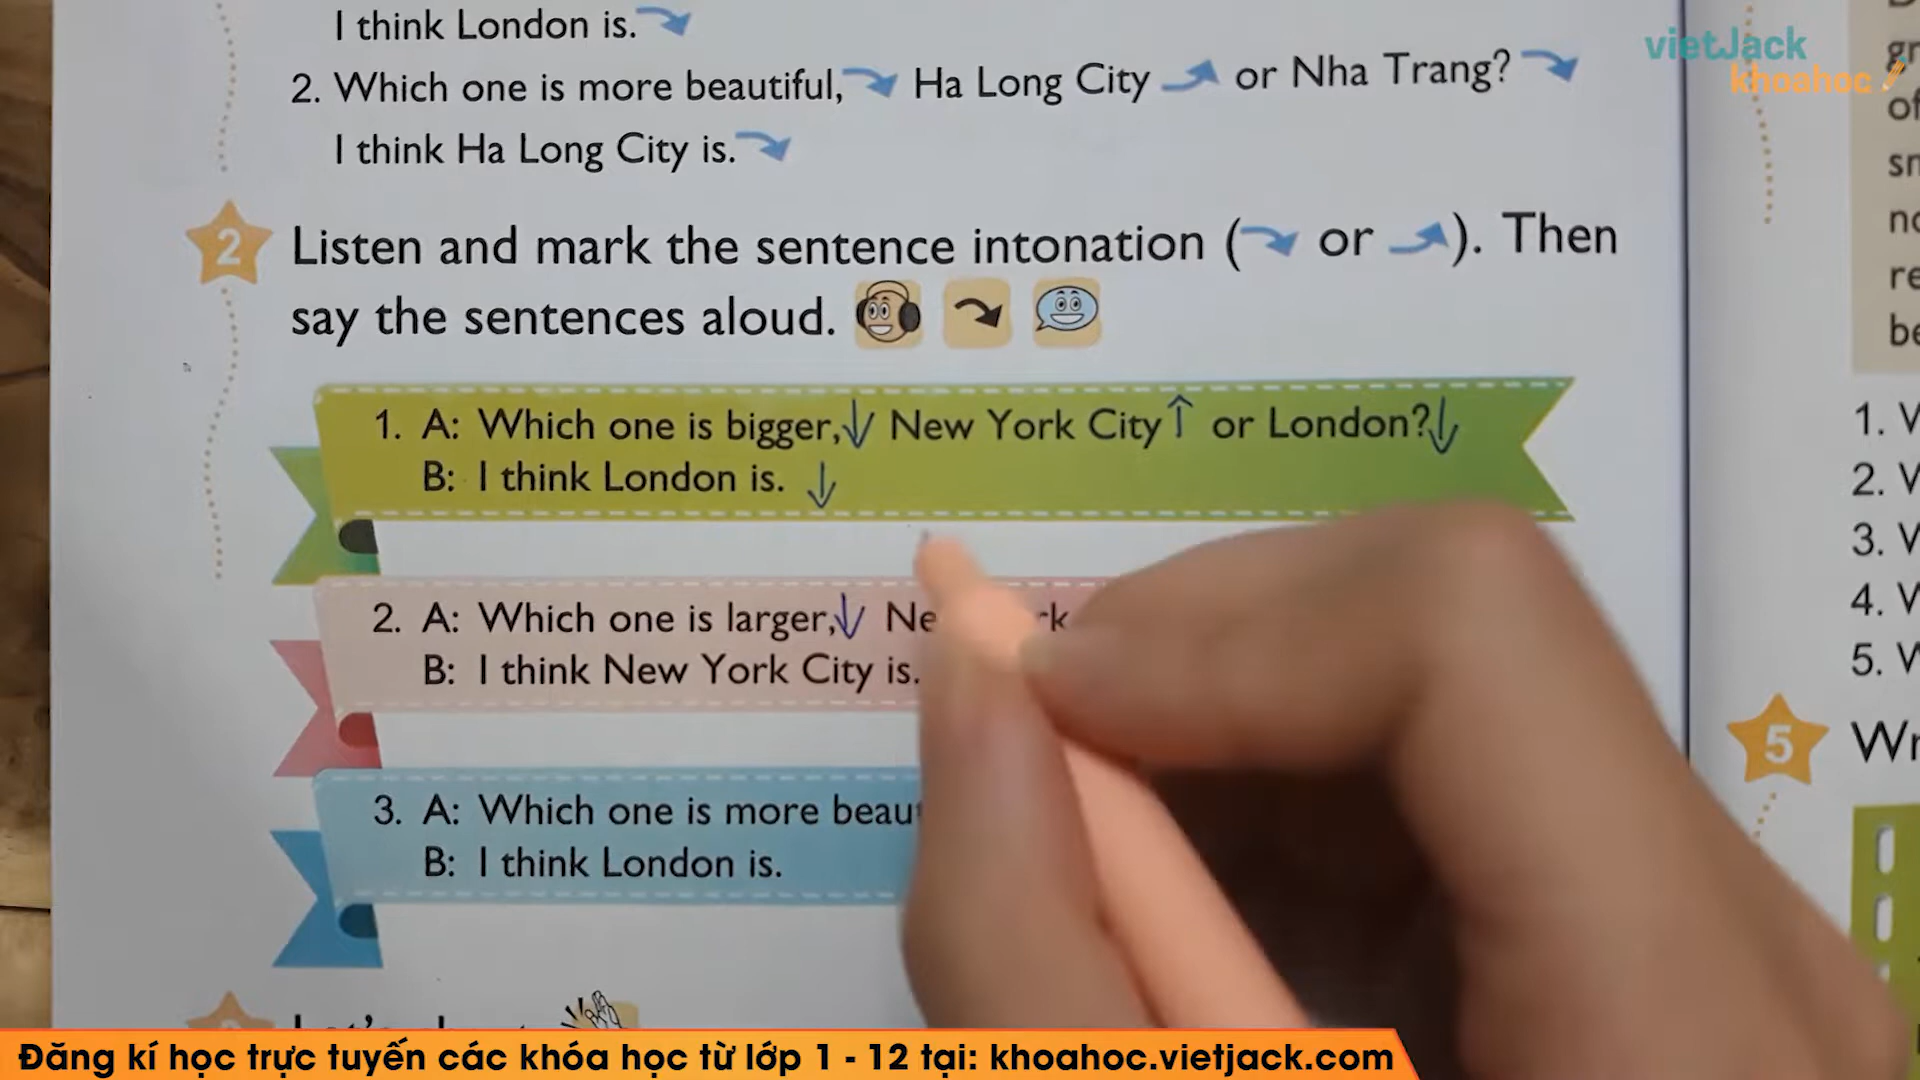 I think London is.
2. Which one is more beautiful, Ha Long City or Nha Trang?
I think Ha Long City is.
2 Listen and mark the sentence intonation ( or ). Then
say the sentences aloud.
1. A: Which one is bigger, New York City or London?
B: I think London is.
2. A: Which one is larger,
B: I think New York City is.
3. A: Which one is more
B: I think London is.
vietJack
khoahoc
1.
2.
3.
4.
5.
5
Đăng kí học trực tuyến các khóa học từ lớp 1 - 12 tại: khoahoc.vietjack.com